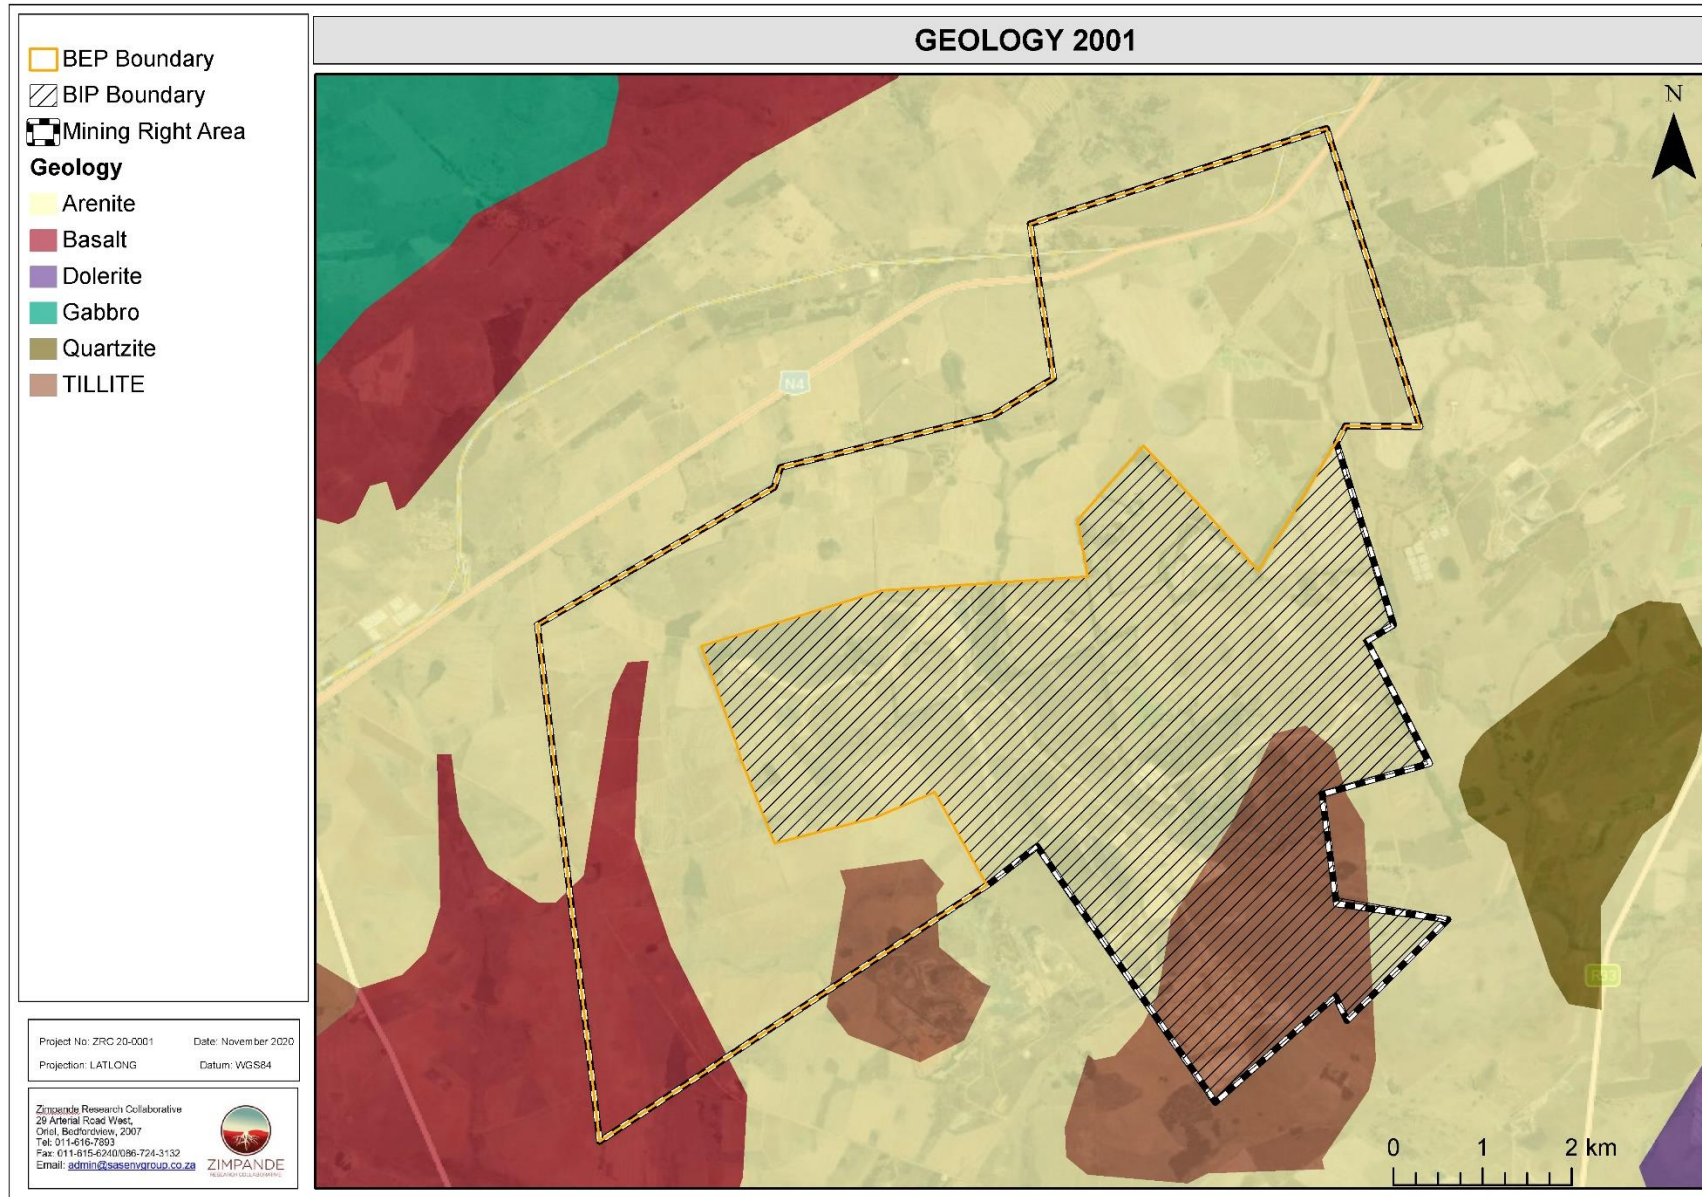 GEOLOGY 2001
BEP Boundary
BIP Boundary
Mining Right Area
Geology
Arenite
Basalt
Dolerite
Gabbro
Quartzite
TILLITE
N
N4
0 1 2 km
Project No: ZRC 20-0001 Date: November 2020
Projection: LATLONG Datum: WGS84
Zimpande Research Collaborative
29 Arterial Road West,
Oriel, Bedfordview, 2007
Tel: 011-616-7893
Fax: 011-615-6240/086-724-3132
Email: admin@sasenvgroup.co.za
ZIMPANDE
RESEARCH COLLABORATIVE